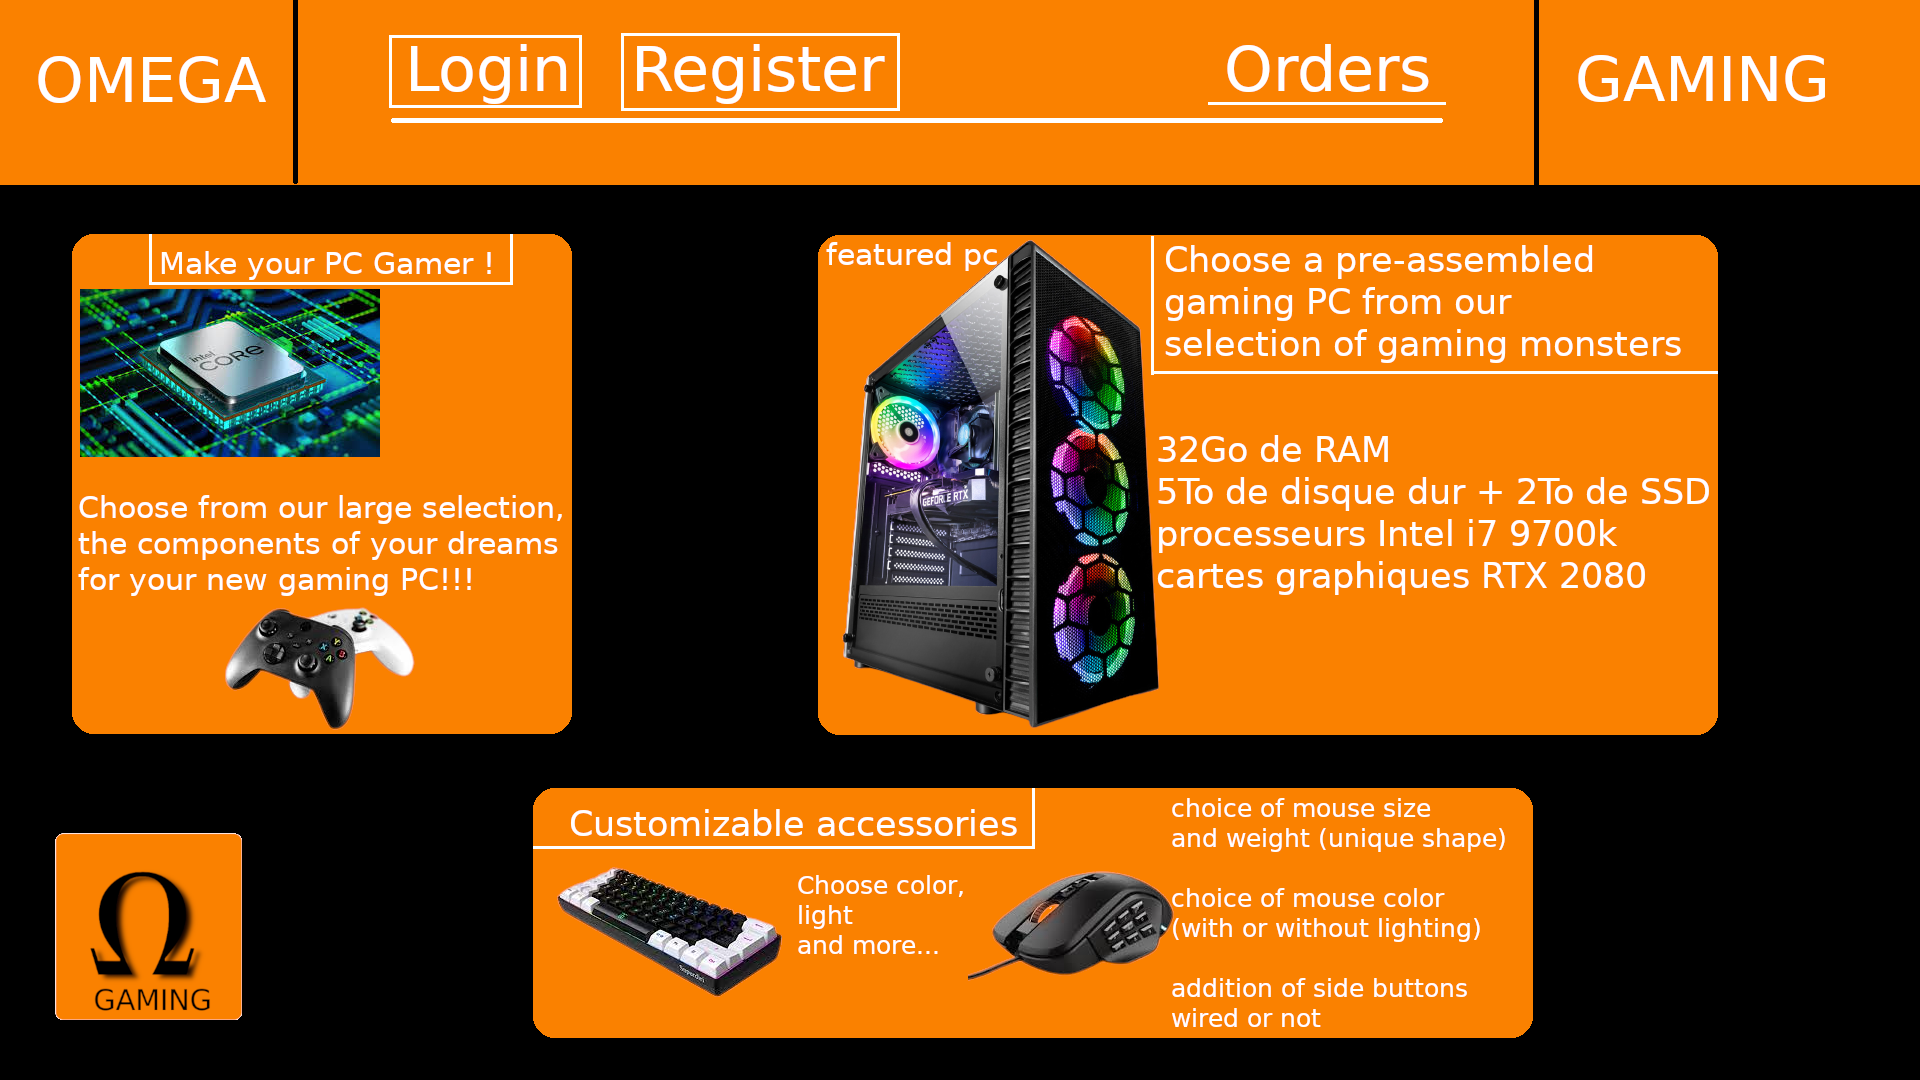 OMEGA
Login
Register
Orders
GAMING
Make your PC Gamer !
intel
CORE
Choose from our large selection,
the components of your dreams
for your new gaming PC!!!
featured pc
GEFORCE RTX
Choose a pre-assembled
gaming PC from our
selection of gaming monsters
32Go de RAM
5To de disque dur + 2To de SSD
processeurs Intel i7 9700k
cartes graphiques RTX 2080
Customizable accessories
Choose color,
light
and more...
choice of mouse size
and weight (unique shape)
choice of mouse color
(with or without lighting)
addition of side buttons
wired or not
Ω
GAMING